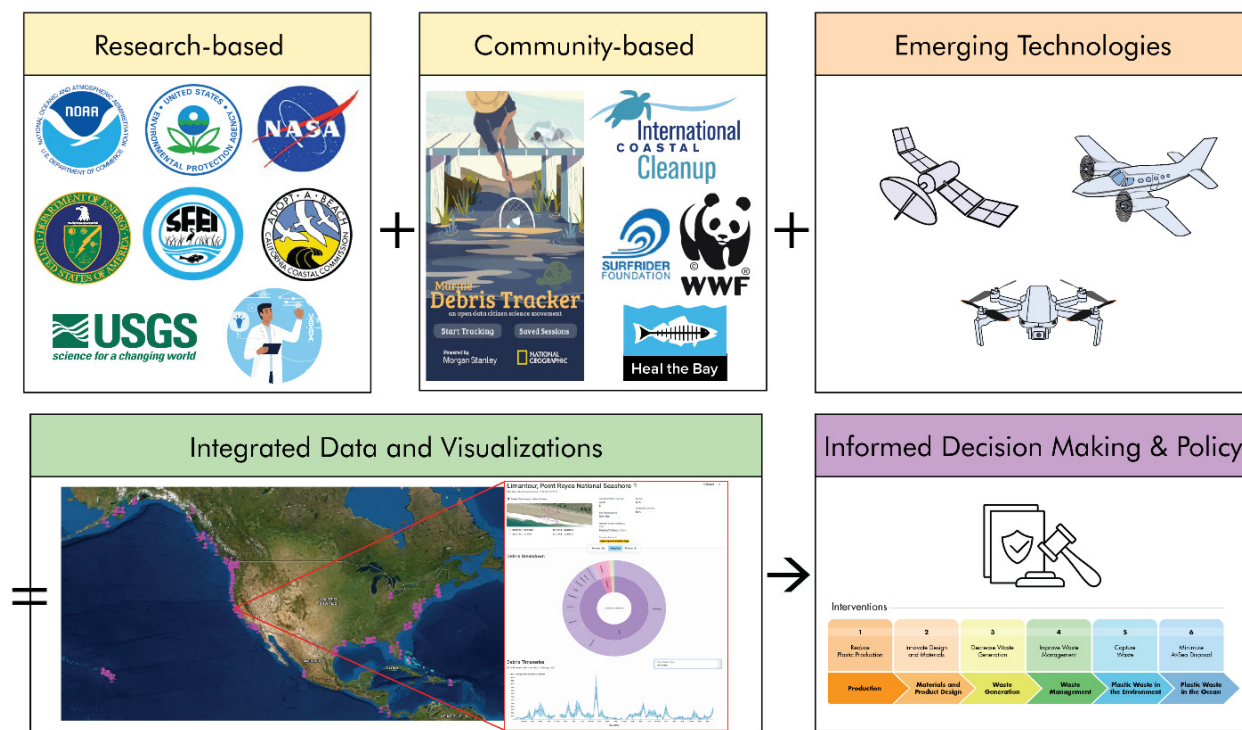 Research-based
Community-based
Emerging Technologies
NATIONAL OCEANIC AND ATMOSPHERIC ADMINISTRATION
NOAA
U.S. DEPARTMENT OF COMMERCE
UNITED STATES
ENVIRONMENTAL PROTECTION AGENCY
NASA
DEPARTMENT OF ENERGY
UNITED STATES OF AMERICA
SFEI
ADOPT-A-BEACH
CALIFORNIA COASTAL COMMISSION
USGS
science for a changing world
+
Marine
Debris Tracker
an open data citizen science movement
Start Tracking
Saved Sessions
Powered by
Morgan Stanley
NATIONAL
GEOGRAPHIC
International
COASTAL
Cleanup
SURFRIDER
FOUNDATION
©
WWF
®
Heal the Bay
+
=
Integrated Data and Visualizations
Limantour, Point Reyes National Seashore
Debris Breakdown
Debris Timeseries
→
Informed Decision Making & Policy
Interventions
1
Reduce
Plastic Production
2
Innovate Design
and Materials
3
Decrease Waste
Generation
4
Improve Waste
Management
5
Capture
Waste
6
Minimize
At-Sea Disposal
Production
Materials and
Product Design
Waste
Generation
Waste
Management
Plastic Waste in
the Environment
Plastic Waste
in the Ocean